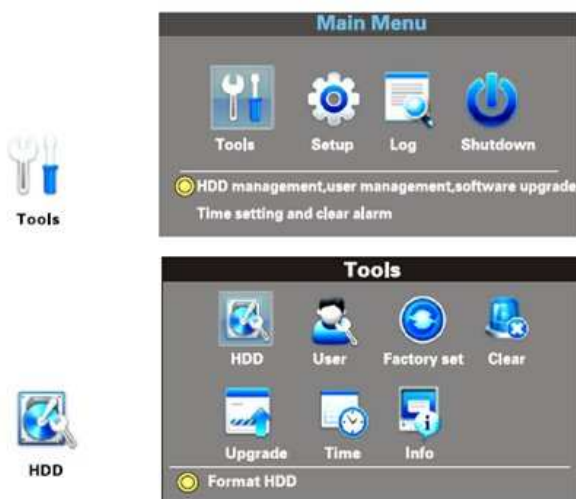 Main Menu
Tools Setup Log Shutdown
HDD management,user management,software upgrade
Time setting and clear alarm
Tools
Tools
HDD User Factory set Clear
Upgrade Time Info
Format HDD
HDD